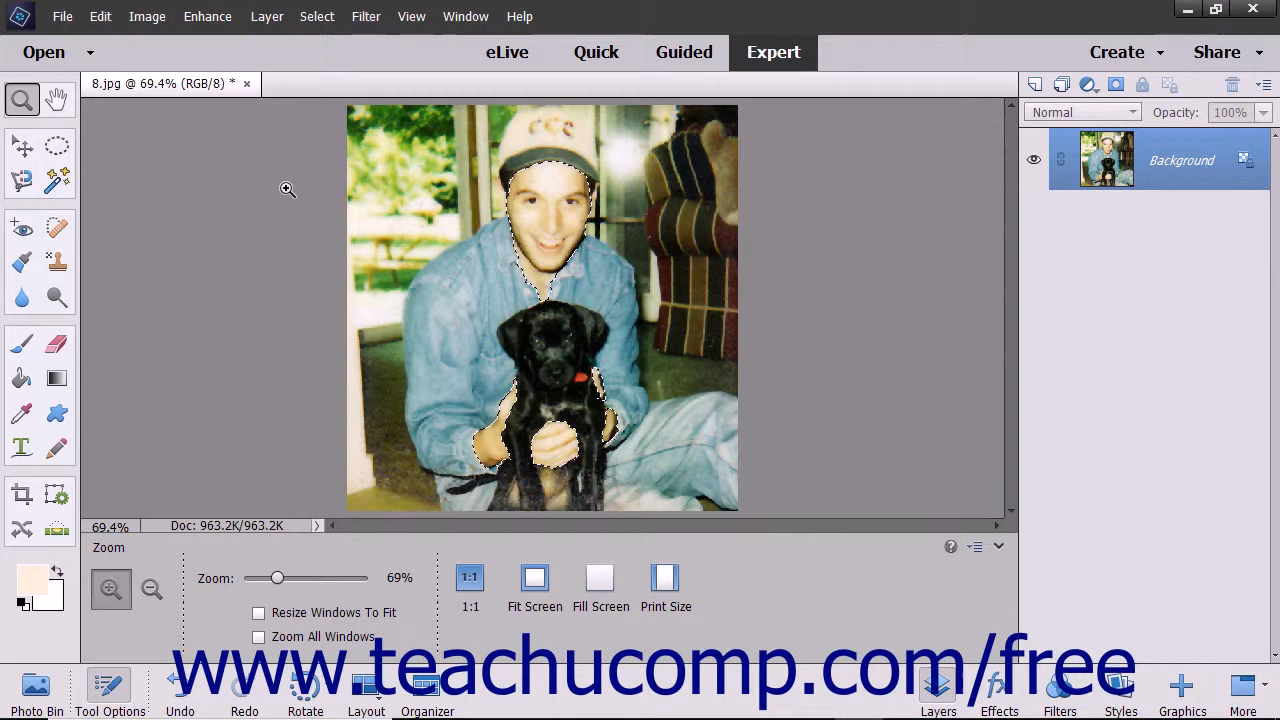 File Edit Image Enhance Layer Select Filter View Window Help
Open eLive Quick Guided Expert Create Share
8.jpg @ 69.4% (RGB/8) * ×
Normal Opacity: 100%
Background
69.4% Doc: 963.2K/963.2K
Zoom
Zoom: 69% 1:1
1:1 Fit Screen Fill Screen Print Size
Resize Windows To Fit
Zoom All Windows
www.teachucomp.com/free
Photo Bin Tool Options Undo Redo Rotate Layout Organizer Layers Effects Filters Styles Graphics More